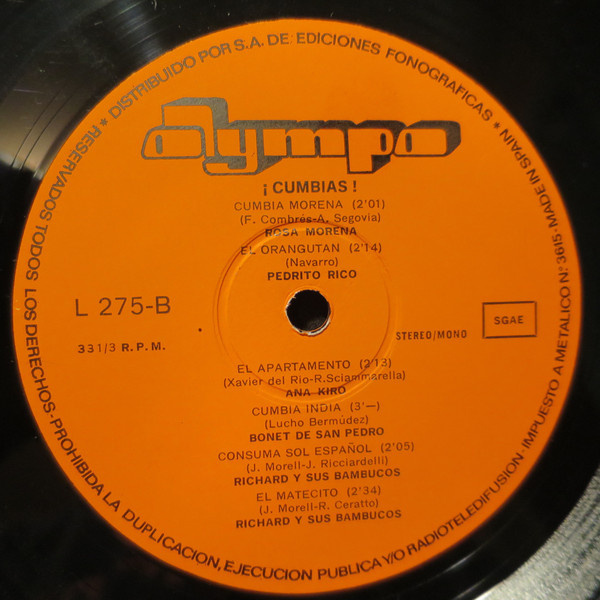 RESERVADOS TODOS LOS DERECHOS-PROHIBIDA LA DUPLICACION, EJECUCION PUBLICA Y/O RADIOTELEDIFUSION-IMPUESTO A METALICO Nº 3615-MADE IN SPAIN
* DISTRIBUIDO POR S.A. DE EDICIONES FONOGRAFICAS *
olympo
¡ CUMBIAS !
CUMBIA MORENA (2'01)
(F. Combrés-A. Segovia)
ROSA MORENA
EL ORANGUTAN (2'14)
(Navarro)
PEDRITO RICO
L 275-B
33 1/3 R.P.M.
STEREO/MONO
SGAE
EL APARTAMENTO (2'13)
(Xavier del Rio-R.Sciammarella)
ANA KIRO
CUMBIA INDIA (3'—)
(Lucho Bermúdez)
BONET DE SAN PEDRO
CONSUMA SOL ESPAÑOL (2'05)
(J. Morell-J. Ricciardelli)
RICHARD Y SUS BAMBUCOS
EL MATECITO (2'34)
(J. Morell-R. Ceratto)
RICHARD Y SUS BAMBUCOS